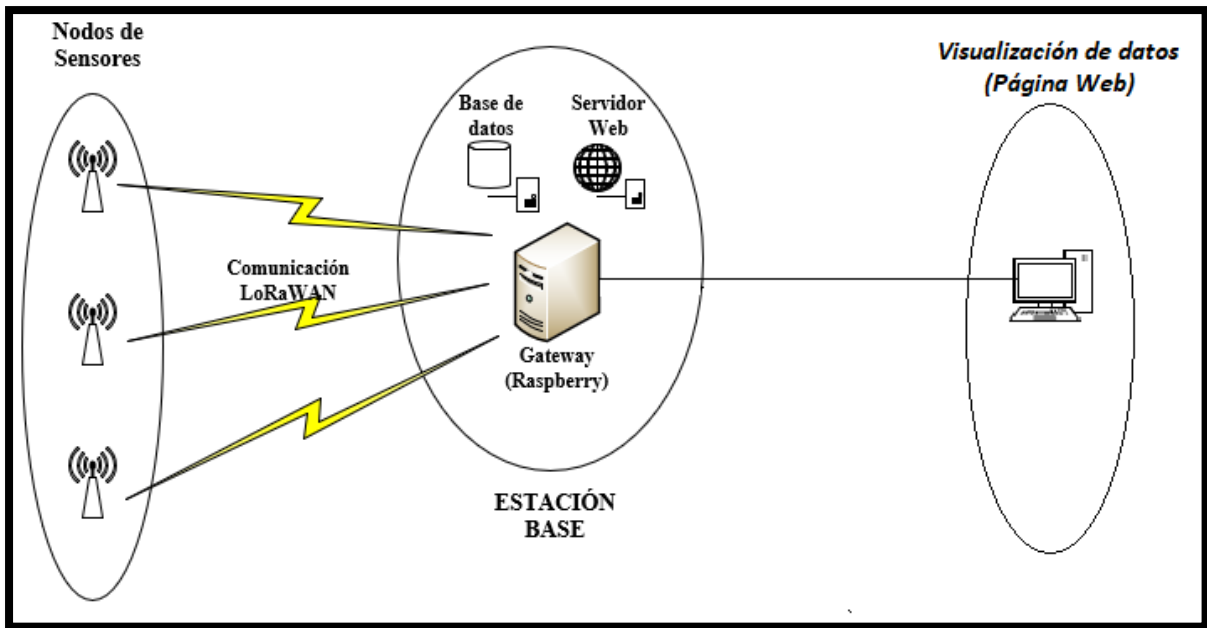 Nodos de
Sensores
Visualización de datos
(Página Web)
Base de
datos
Servidor
Web
Comunicación
LoRaWAN
Gateway
(Raspberry)
ESTACIÓN
BASE